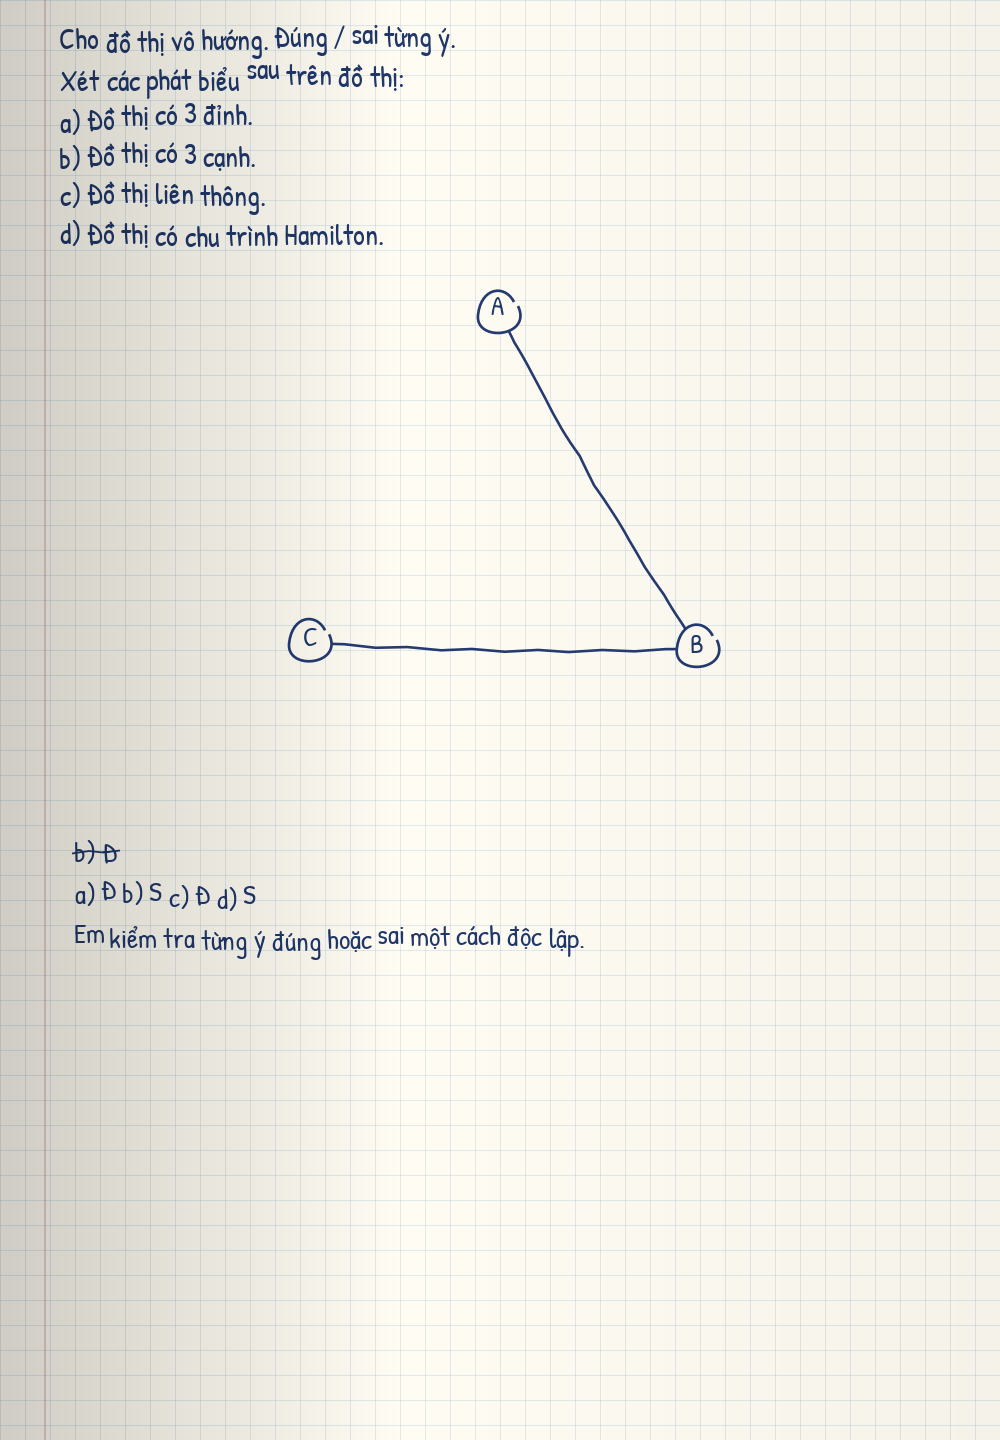 Cho đồ thị vô hướng. Đúng / sai từng ý.
Xét các phát biểu sau trên đồ thị:
a) Đồ thị có 3 đỉnh.
b) Đồ thị có 3 cạnh.
c) Đồ thị liên thông.
d) Đồ thị có chu trình Hamilton.
A
C
B
b) Đ
a) Đ b) S c) Đ d) S
Em kiểm tra từng ý đúng hoặc sai một cách độc lập.